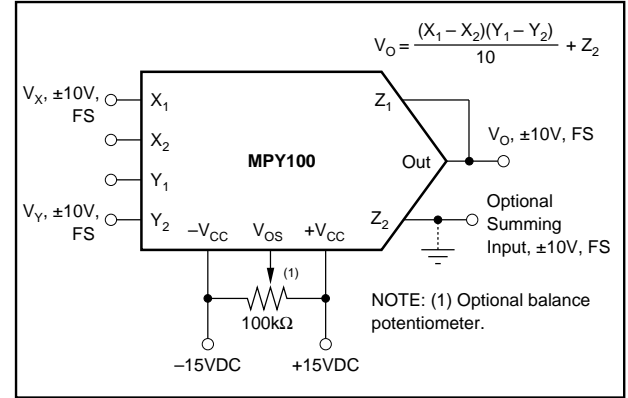 V_O = (X_1 – X_2)(Y_1 – Y_2) / 10 + Z_2
V_X, ±10V,
FS
X_1
X_2
Y_1
V_Y, ±10V,
FS
Y_2
MPY100
Z_1
Out
Z_2
V_O, ±10V, FS
Optional
Summing
Input, ±10V, FS
–V_CC
V_OS
+V_CC
(1)
100kΩ
–15VDC
+15VDC
NOTE: (1) Optional balance
potentiometer.